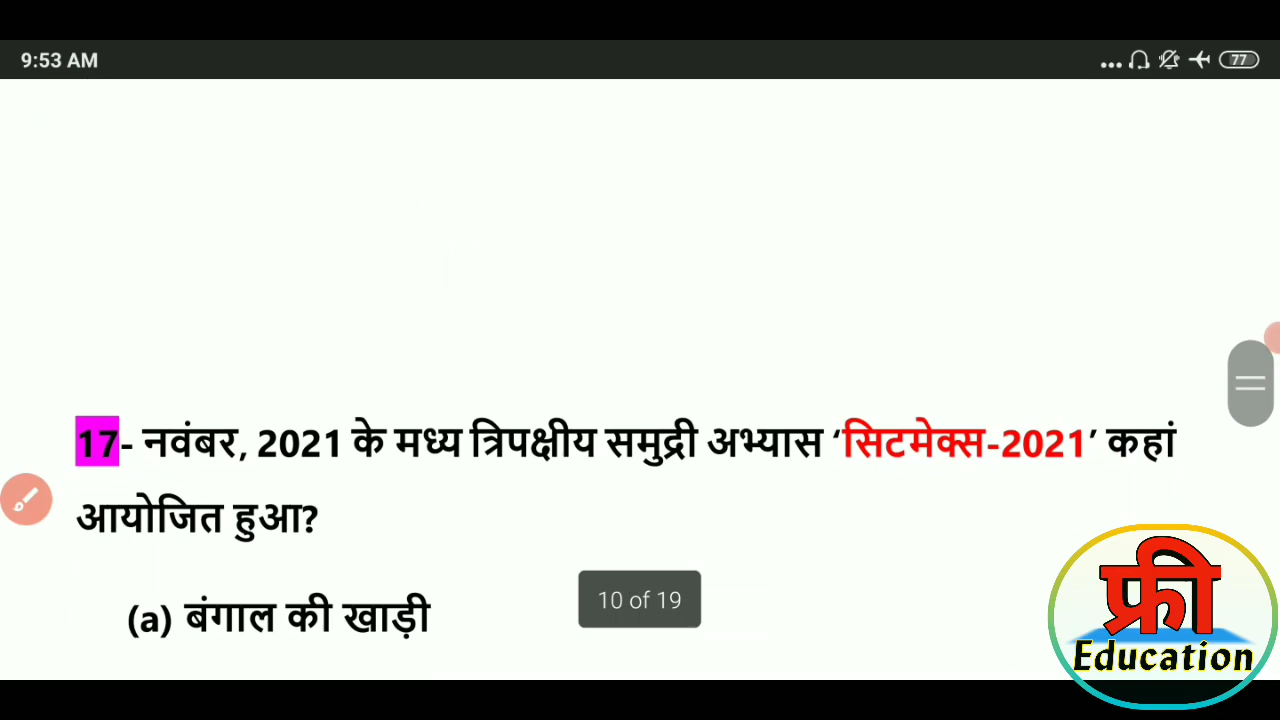 9:53 AM
77
17- नवंबर, 2021 के मध्य त्रिपक्षीय समुद्री अभ्यास ‘सिटमेक्स-2021’ कहां
आयोजित हुआ?
(a) बंगाल की खाड़ी
10 of 19
फ्री
Education